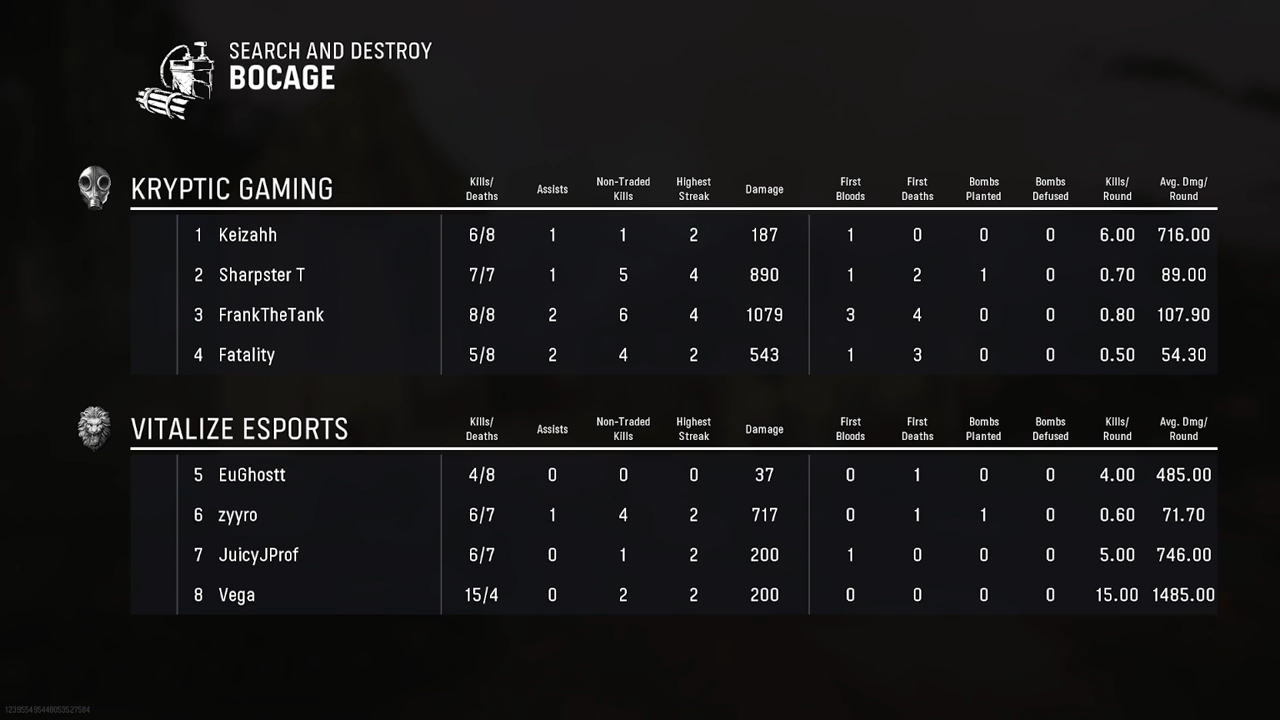 SEARCH AND DESTROY
BOCAGE
KRYPTIC GAMING Kills/Deaths Assists Non-Traded Kills Highest Streak Damage First Bloods First Deaths Bombs Planted Bombs Defused Kills/Round Avg. Dmg/Round
1 Keizahh 6/8 1 1 2 187 1 0 0 0 6.00 716.00
2 Sharpster T 7/7 1 5 4 890 1 2 1 0 0.70 89.00
3 FrankTheTank 8/8 2 6 4 1079 3 4 0 0 0.80 107.90
4 Fatality 5/8 2 4 2 543 1 3 0 0 0.50 54.30
VITALIZE ESPORTS Kills/Deaths Assists Non-Traded Kills Highest Streak Damage First Bloods First Deaths Bombs Planted Bombs Defused Kills/Round Avg. Dmg/Round
5 EuGhostt 4/8 0 0 0 37 0 1 0 0 4.00 485.00
6 zyyro 6/7 1 4 2 717 0 1 1 0 0.60 71.70
7 JuicyJProf 6/7 0 1 2 200 1 0 0 0 5.00 746.00
8 Vega 15/4 0 2 2 200 0 0 0 0 15.00 1485.00